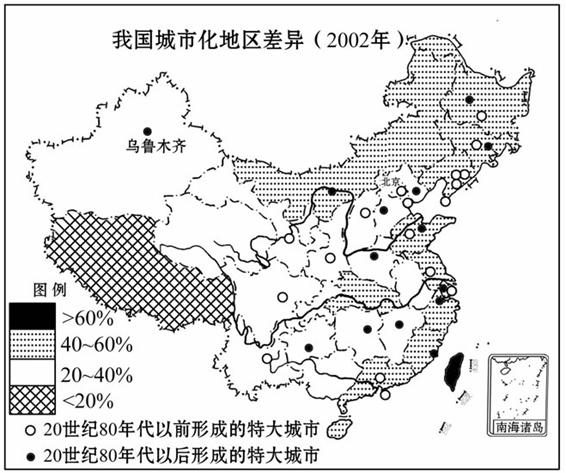 我国城市化地区差异（2002年）
乌鲁木齐
北京
图例
>60%
40~60%
20~40%
<20%
南海诸岛
○ 20世纪80年代以前形成的特大城市
● 20世纪80年代以后形成的特大城市